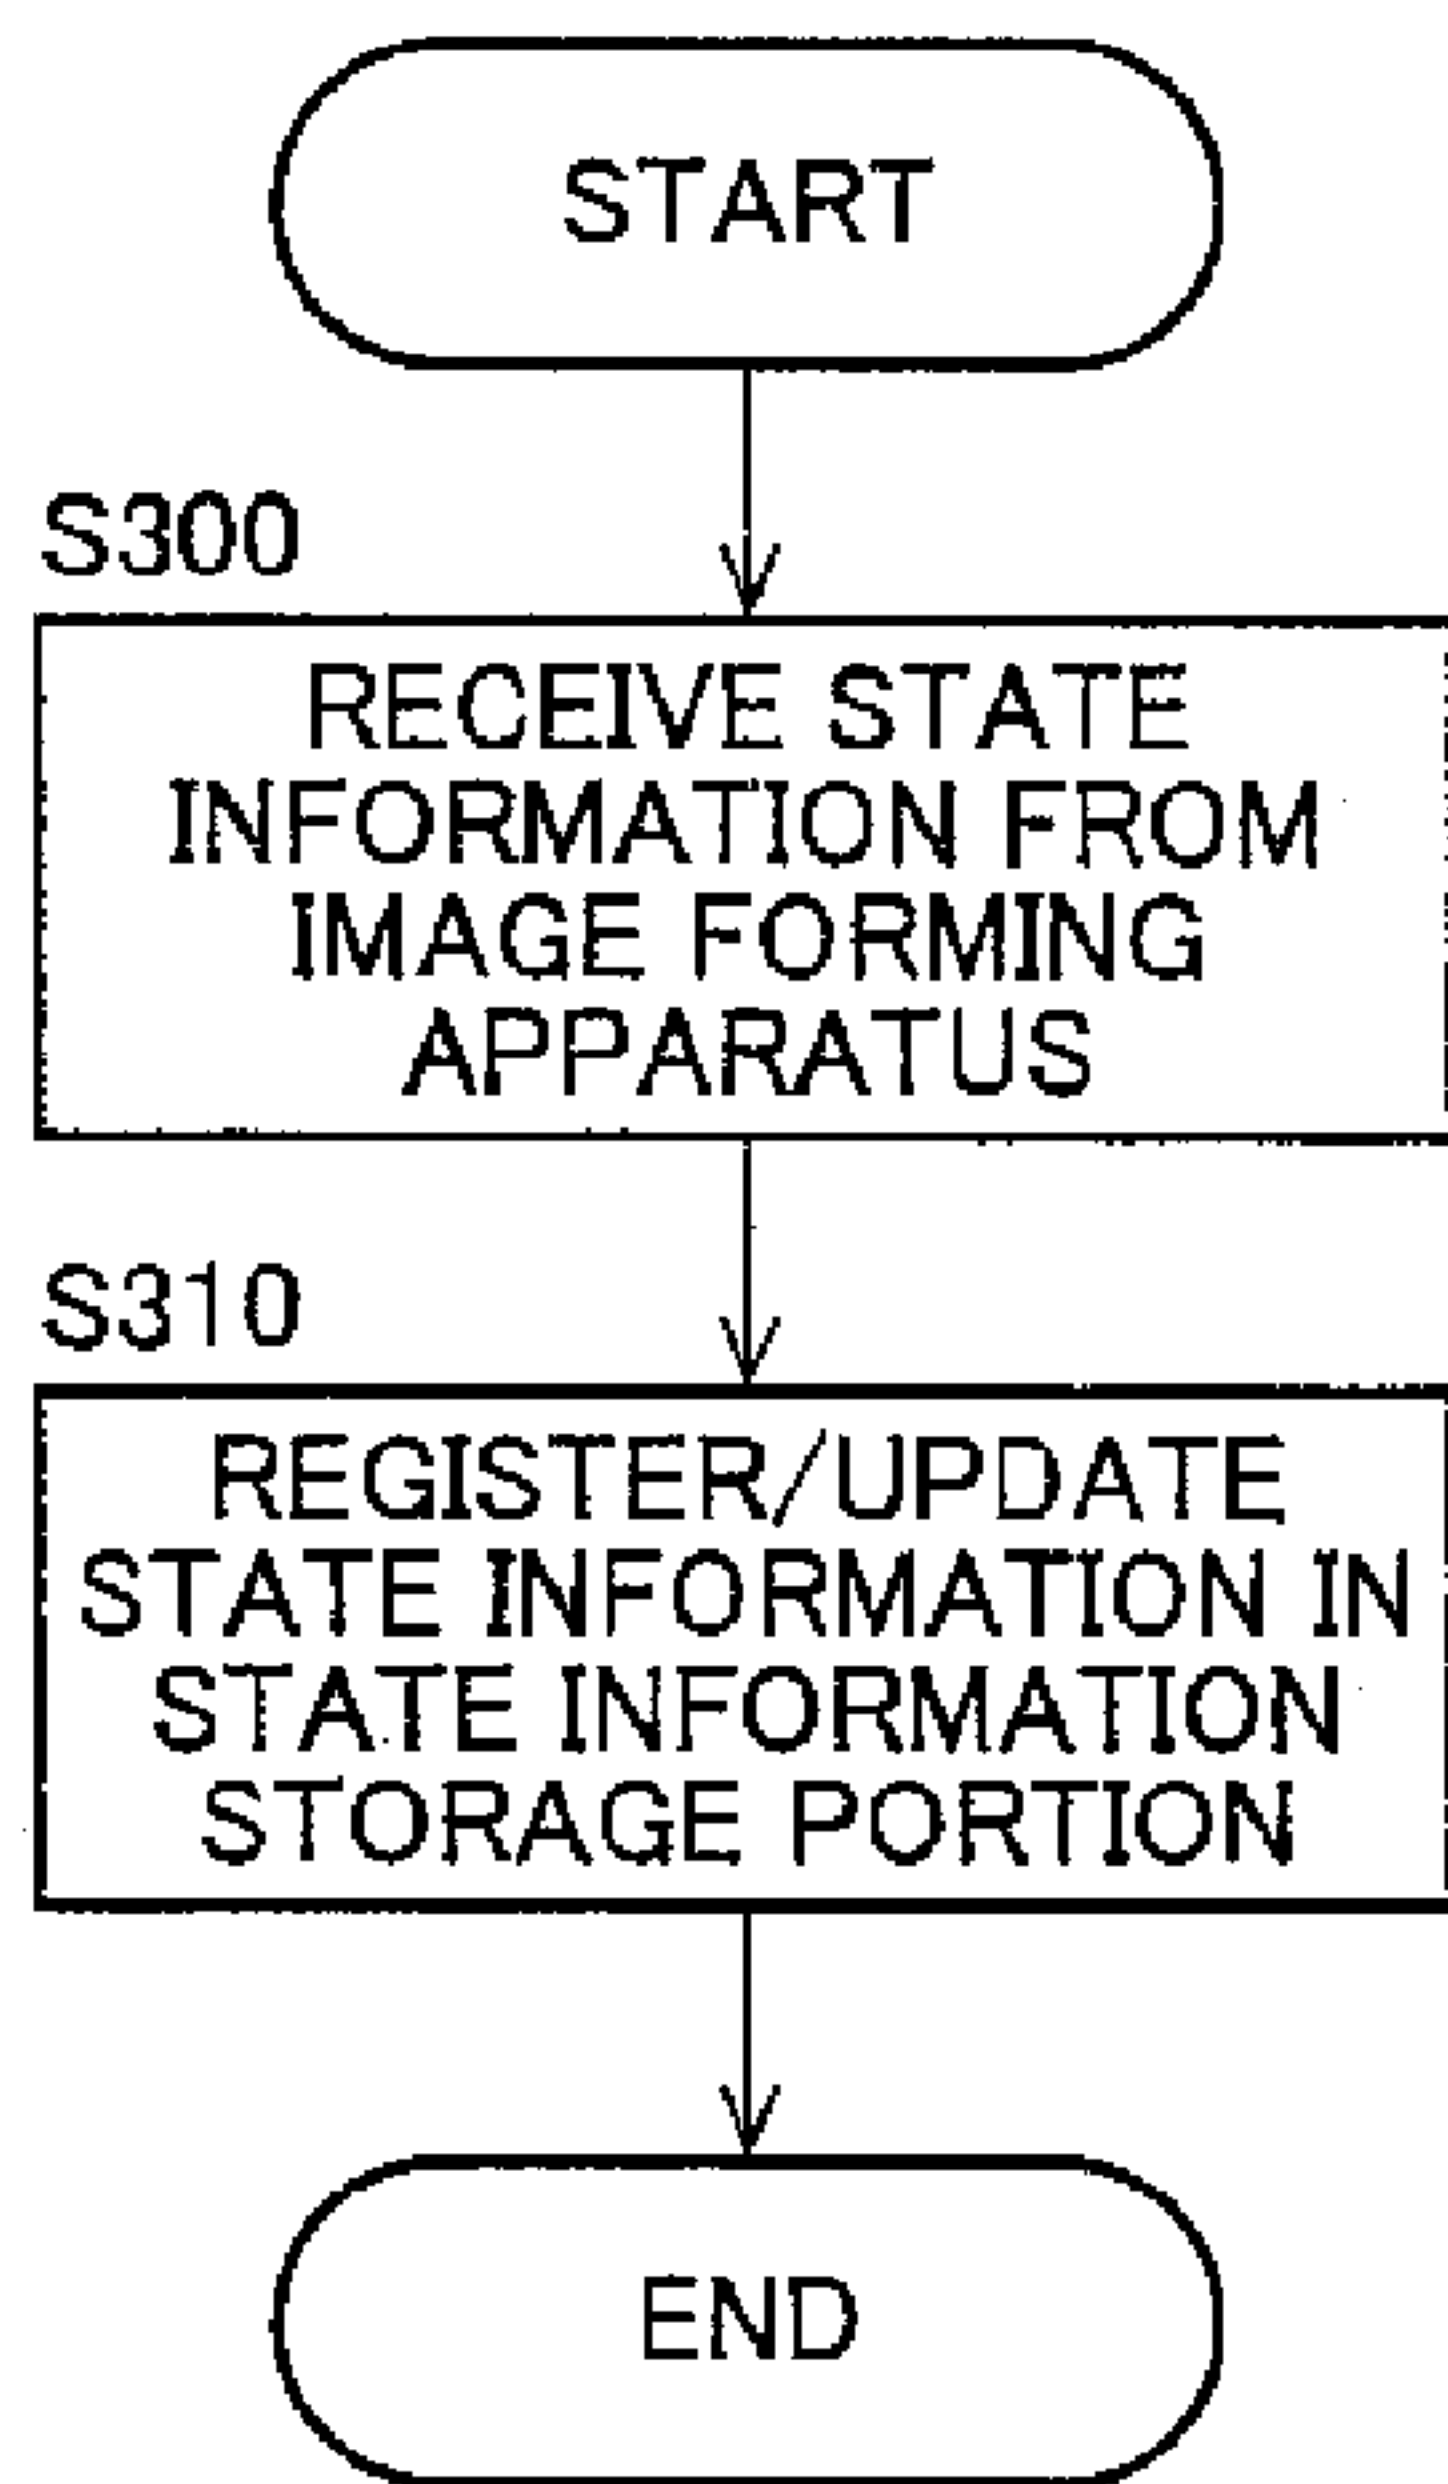 START
S300
RECEIVE STATE
INFORMATION FROM
IMAGE FORMING
APPARATUS
S310
REGISTER/UPDATE
STATE INFORMATION IN
STATE INFORMATION
STORAGE PORTION
END